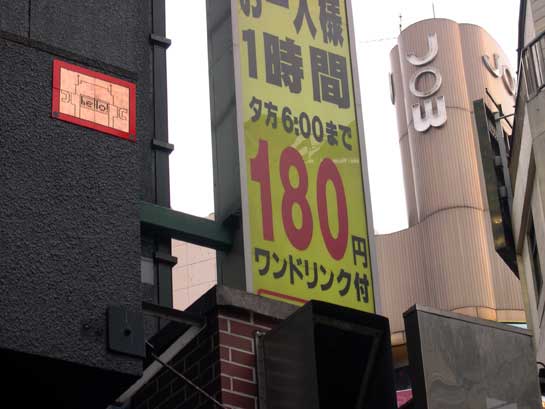 hello!
お一人様
1時間
夕方6:00まで
180円
ワンドリンク付